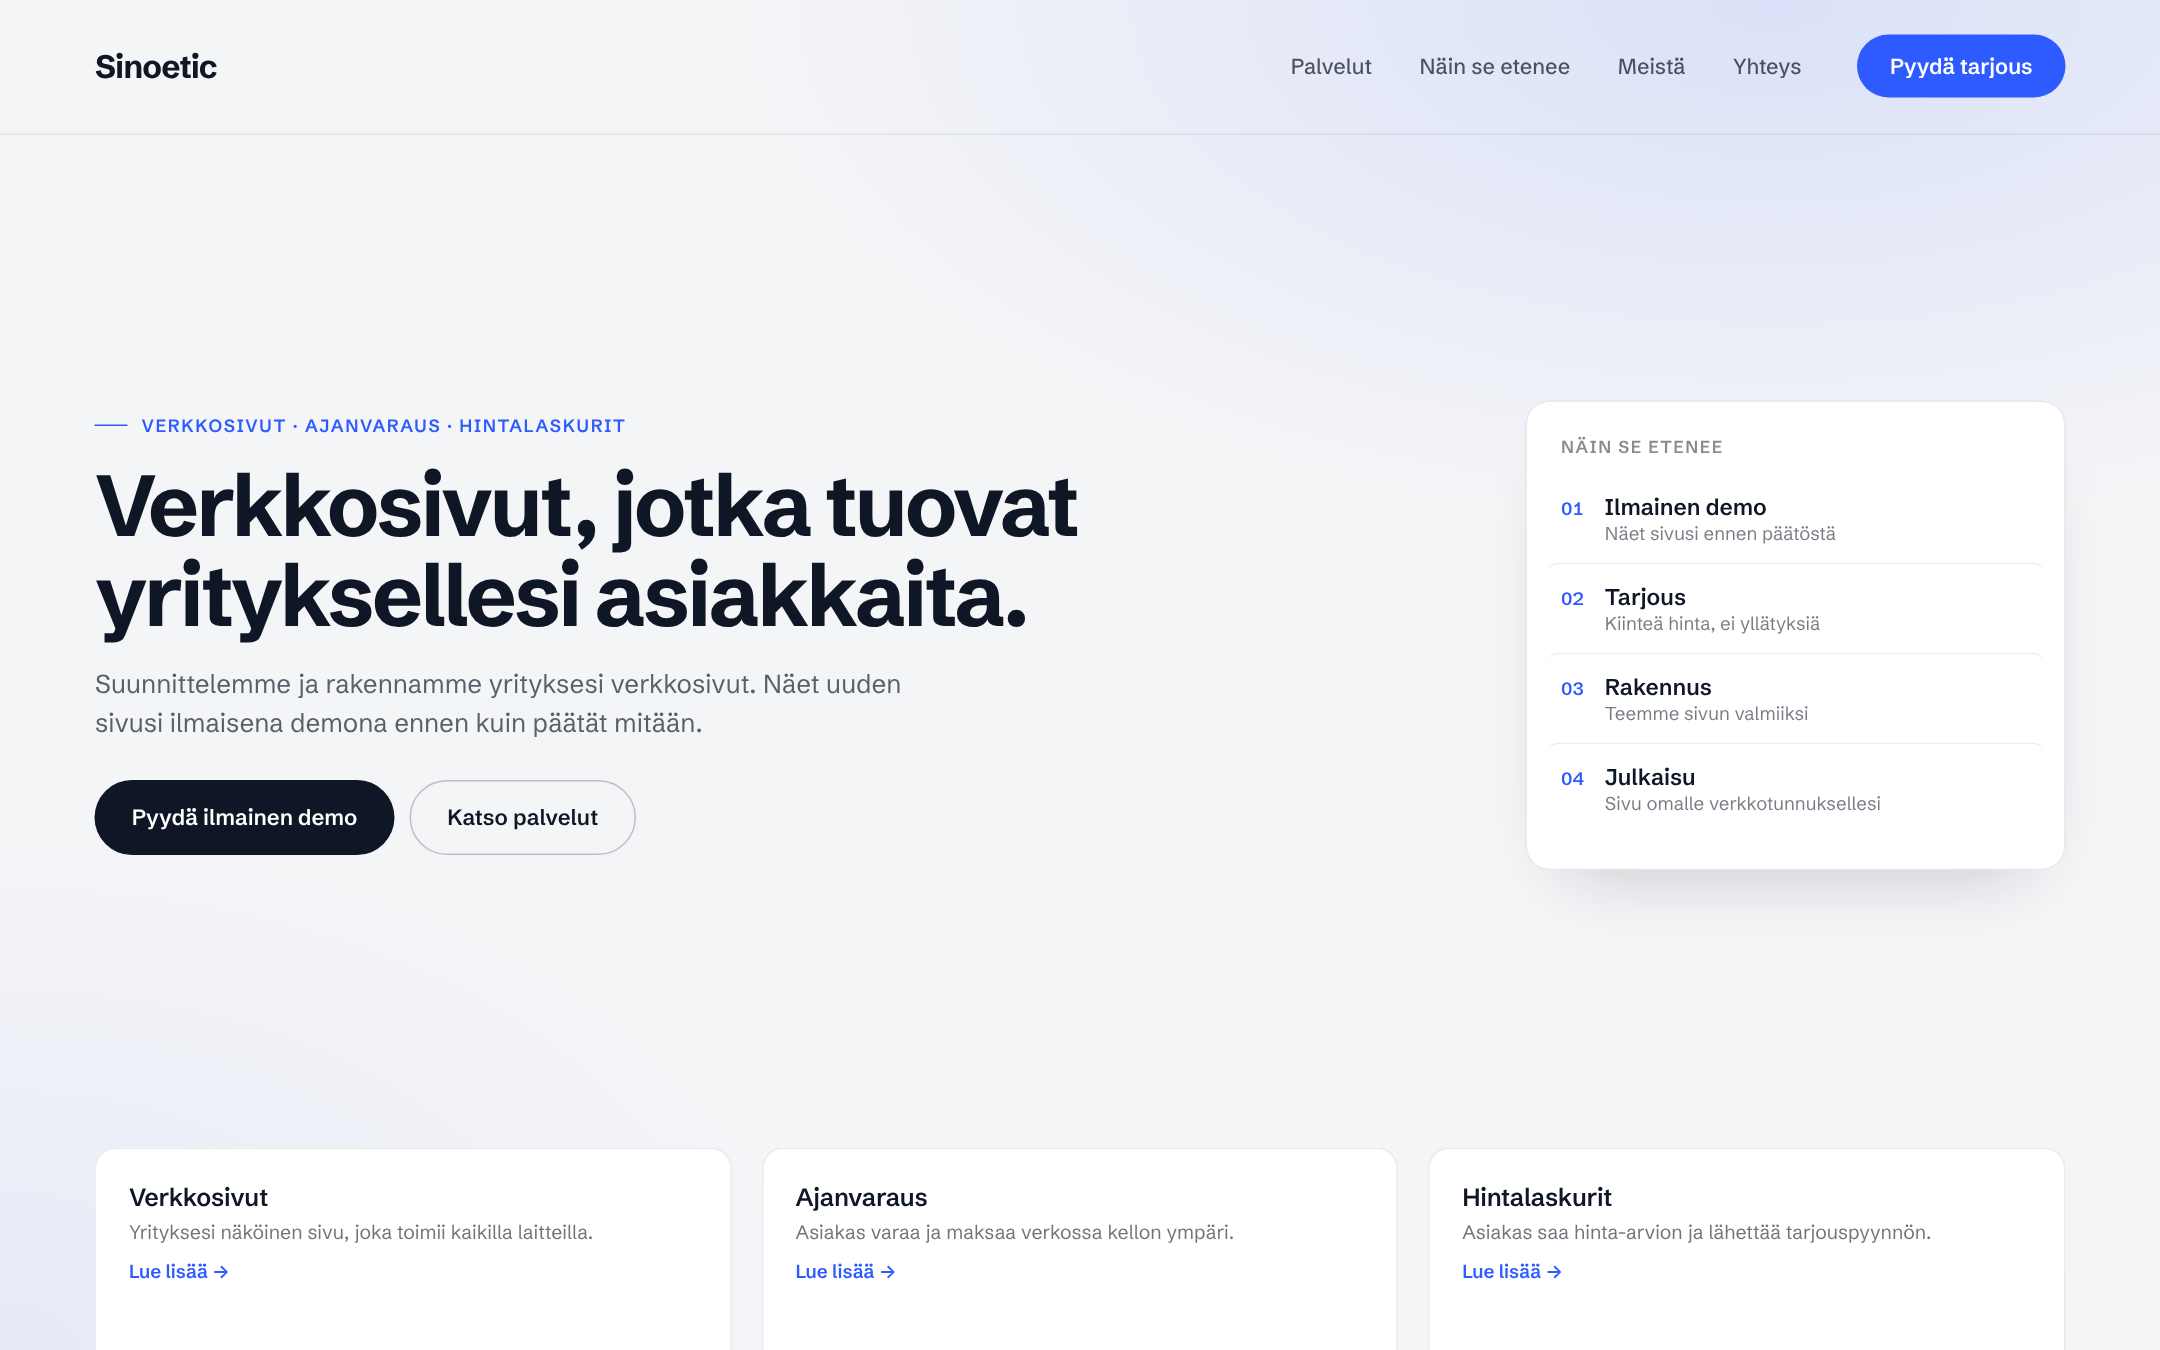 Sinoetic
Palvelut
Näin se etenee
Meistä
Yhteys
Pyydä tarjous
VERKKOSIVUT · AJANVARAUS · HINTALASKURIT
Verkkosivut, jotka tuovat
yrityksellesi asiakkaita.
Suunnittelemme ja rakennamme yrityksesi verkkosivut. Näet uuden
sivusi ilmaisena demona ennen kuin päätät mitään.
Pyydä ilmainen demo
Katso palvelut
NÄIN SE ETENEE
01 Ilmainen demo
Näet sivusi ennen päätöstä
02 Tarjous
Kiinteä hinta, ei yllätyksiä
03 Rakennus
Teemme sivun valmiiksi
04 Julkaisu
Sivu omalle verkkotunnuksellesi
Verkkosivut
Yrityksesi näköinen sivu, joka toimii kaikilla laitteilla.
Lue lisää →
Ajanvaraus
Asiakas varaa ja maksaa verkossa kellon ympäri.
Lue lisää →
Hintalaskurit
Asiakas saa hinta-arvion ja lähettää tarjouspyynnön.
Lue lisää →